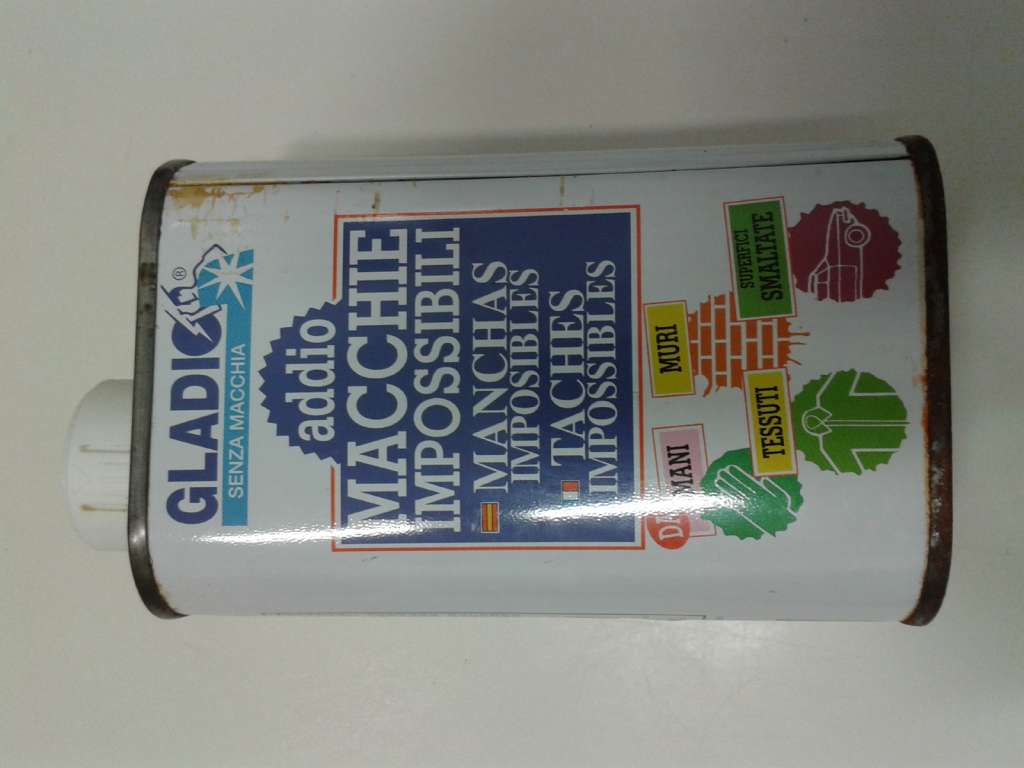 GLADIO
SENZA MACCHIA
addio
MACCHIE
IMPOSSIBILI
MANCHAS
IMPOSIBLES
TACHES
IMPOSSIBLES
MANI
MURI
SUPERFICI
SMALTATE
TESSUTI